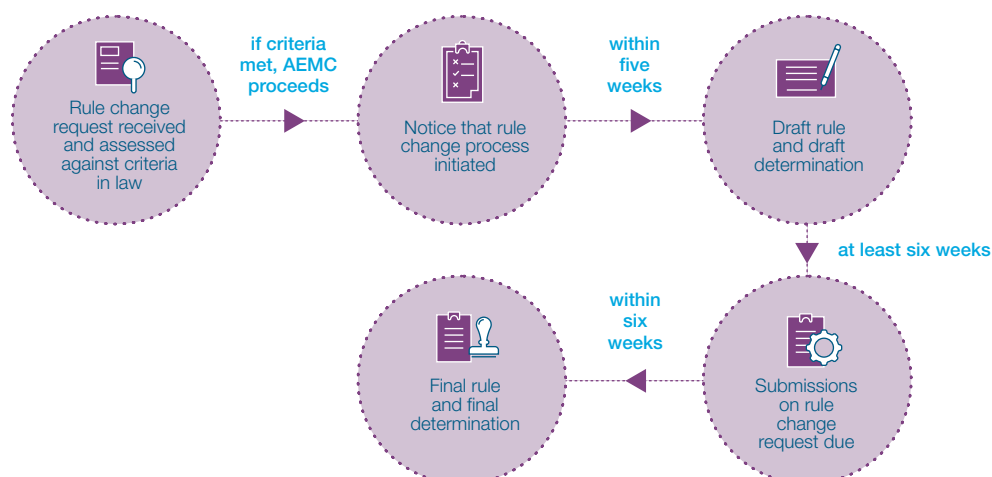 Rule change
request received
and assessed
against criteria
in law
if criteria
met, AEMC
proceeds
Notice that rule
change process
initiated
within
five
weeks
Draft rule
and draft
determination
at least six weeks
Submissions
on rule
change
request due
within
six
weeks
Final rule
and final
determination